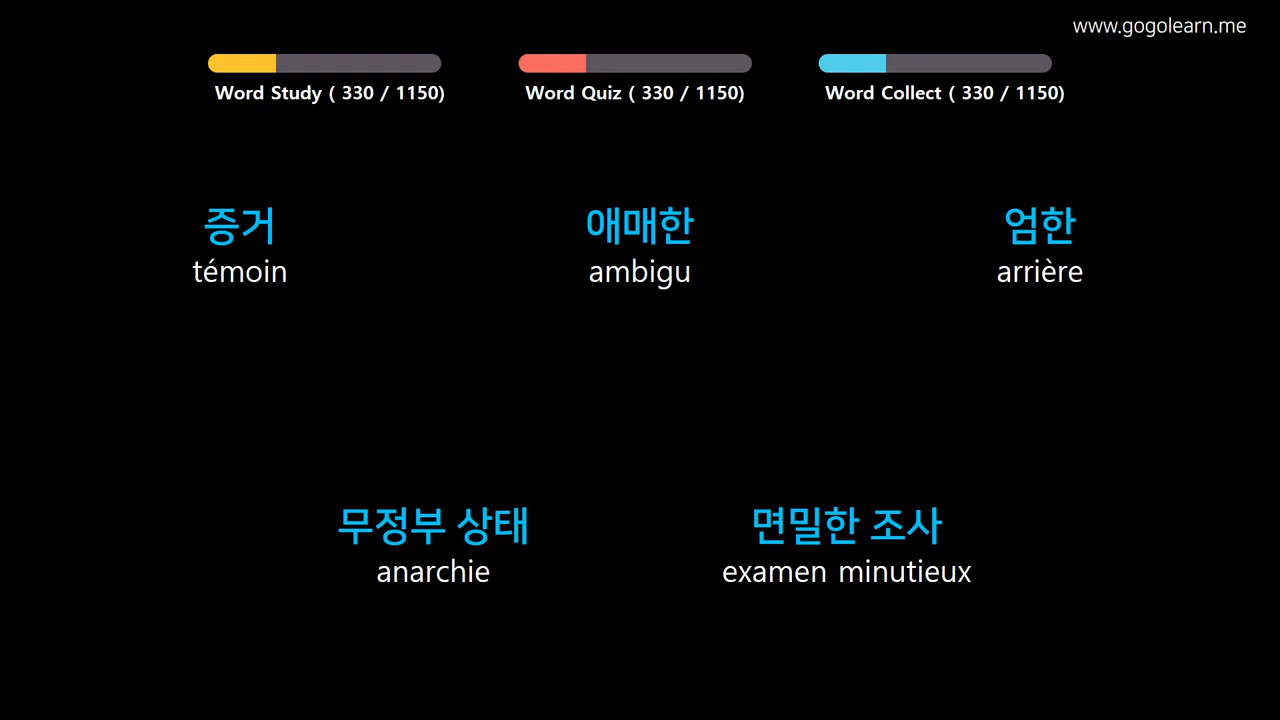 www.gogolearn.me
Word Study ( 330 / 1150)
Word Quiz ( 330 / 1150)
Word Collect ( 330 / 1150)
증거
témoin
애매한
ambigu
엄한
arrière
무정부 상태
anarchie
면밀한 조사
examen minutieux